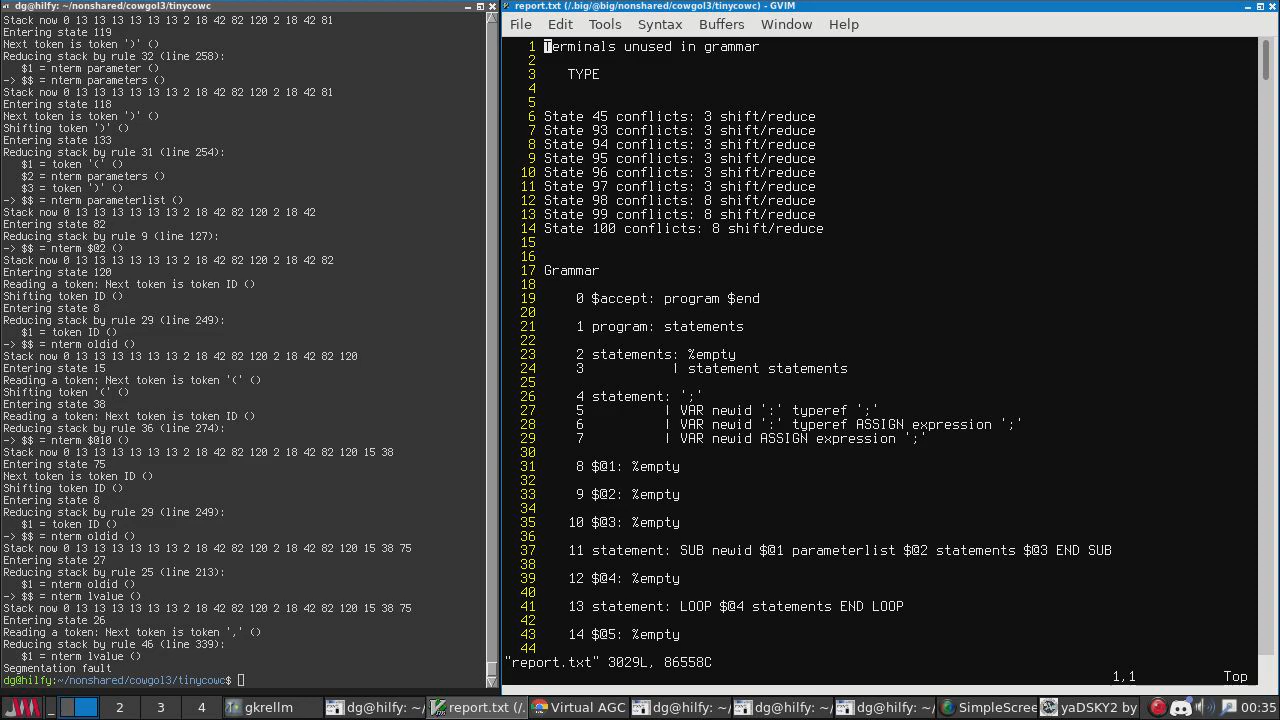 dg@hilfy: ~/nonshared/cowgol3/tinycowc
Stack now 0 13 13 13 13 13 13 2 18 42 82 120 2 18 42 81
Entering state 119
Next token is token ')' ()
Reducing stack by rule 32 (line 258):
$1 = nterm parameter ()
-> $$ = nterm parameters ()
Stack now 0 13 13 13 13 13 13 2 18 42 82 120 2 18 42 81
Entering state 118
Next token is token ')' ()
Shifting token ')' ()
Entering state 133
Reducing stack by rule 31 (line 254):
$1 = token '(' ()
$2 = nterm parameters ()
$3 = token ')' ()
-> $$ = nterm parameterlist ()
Stack now 0 13 13 13 13 13 13 2 18 42 82 120 2 18 42
Entering state 82
Reducing stack by rule 9 (line 127):
-> $$ = nterm $@2 ()
Stack now 0 13 13 13 13 13 13 2 18 42 82 120 2 18 42 82
Entering state 120
Reading a token: Next token is token ID ()
Shifting token ID ()
Entering state 8
Reducing stack by rule 29 (line 249):
$1 = token ID ()
-> $$ = nterm oldid ()
Stack now 0 13 13 13 13 13 13 2 18 42 82 120 2 18 42 82 120
Entering state 15
Reading a token: Next token is token '(' ()
Shifting token '(' ()
Entering state 38
Reading a token: Next token is token ID ()
Reducing stack by rule 36 (line 274):
-> $$ = nterm $@10 ()
Stack now 0 13 13 13 13 13 13 2 18 42 82 120 2 18 42 82 120 15 38
Entering state 75
Next token is token ID ()
Shifting token ID ()
Entering state 8
Reducing stack by rule 29 (line 249):
$1 = token ID ()
-> $$ = nterm oldid ()
Stack now 0 13 13 13 13 13 13 2 18 42 82 120 2 18 42 82 120 15 38 75
Entering state 27
Reducing stack by rule 25 (line 213):
$1 = nterm oldid ()
-> $$ = nterm lvalue ()
Stack now 0 13 13 13 13 13 13 2 18 42 82 120 2 18 42 82 120 15 38 75
Entering state 26
Reading a token: Next token is token ',' ()
Reducing stack by rule 46 (line 339):
$1 = nterm lvalue ()
Segmentation fault
dg@hilfy:~/nonshared/cowgol3/tinycowc$
report.txt (/.big/@big/nonshared/cowgol3/tinycowc) - GVIM
File Edit Tools Syntax Buffers Window Help
1 Terminals unused in grammar
2
3 TYPE
4
5
6 State 45 conflicts: 3 shift/reduce
7 State 93 conflicts: 3 shift/reduce
8 State 94 conflicts: 3 shift/reduce
9 State 95 conflicts: 3 shift/reduce
10 State 96 conflicts: 3 shift/reduce
11 State 97 conflicts: 3 shift/reduce
12 State 98 conflicts: 8 shift/reduce
13 State 99 conflicts: 8 shift/reduce
14 State 100 conflicts: 8 shift/reduce
15
16
17 Grammar
18
19 0 $accept: program $end
20
21 1 program: statements
22
23 2 statements: %empty
24 3 | statement statements
25
26 4 statement: ';'
27 5 | VAR newid ':' typeref ';'
28 6 | VAR newid ':' typeref ASSIGN expression ';'
29 7 | VAR newid ASSIGN expression ';'
30
31 8 $@1: %empty
32
33 9 $@2: %empty
34
35 10 $@3: %empty
36
37 11 statement: SUB newid $@1 parameterlist $@2 statements $@3 END SUB
38
39 12 $@4: %empty
40
41 13 statement: LOOP $@4 statements END LOOP
42
43 14 $@5: %empty
44
"report.txt" 3029L, 86558C
1,1 Top
2 3 4 gkrellm dg@hilfy: ~/ report.txt (/. Virtual AGC dg@hilfy: ~/ dg@hilfy: ~/ dg@hilfy: ~/ SimpleScree yaDSKY2 by 00:35